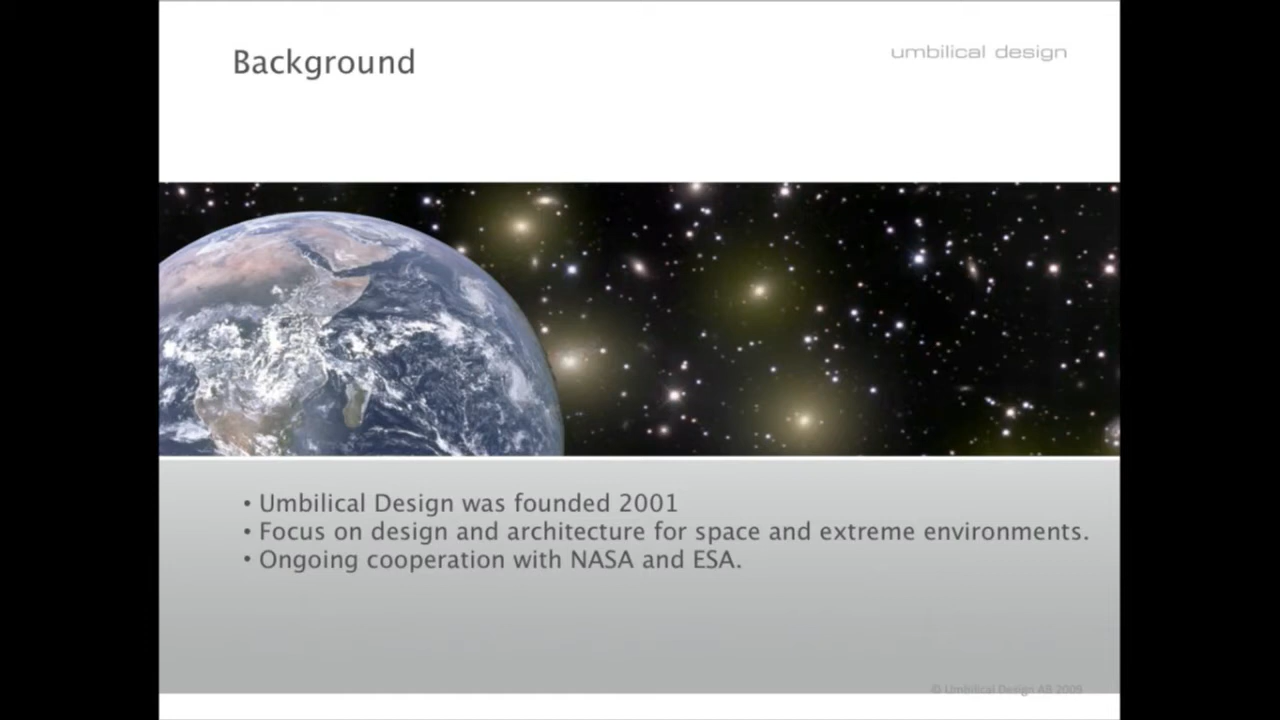 Background
umbilical design
• Umbilical Design was founded 2001
• Focus on design and architecture for space and extreme environments.
• Ongoing cooperation with NASA and ESA.
© Umbilical Design AB 2009